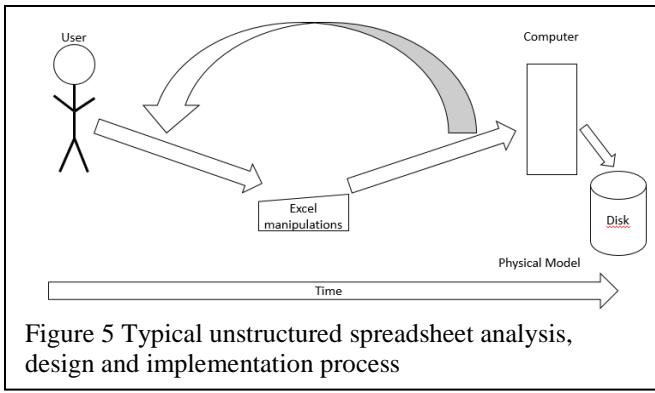 User
Computer
Excel
manipulations
Disk
Physical Model
Time
Figure 5 Typical unstructured spreadsheet analysis,
design and implementation process